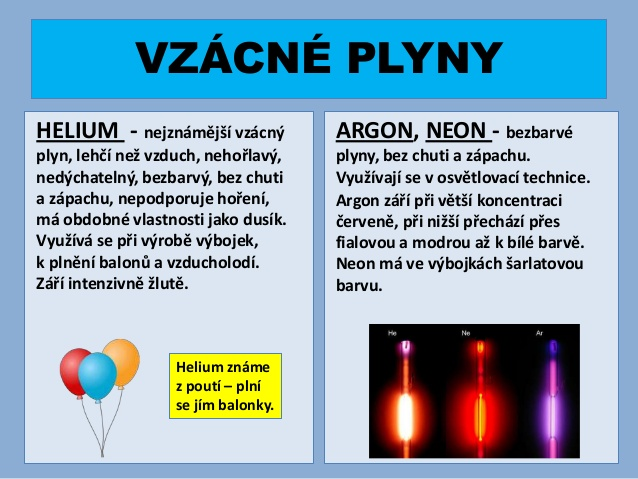 VZÁCNÉ PLYNY
HELIUM - nejznámější vzácný
plyn, lehčí než vzduch, nehořlavý,
nedýchatelný, bezbarvý, bez chuti
a zápachu, nepodporuje hoření,
má obdobné vlastnosti jako dusík.
Využívá se při výrobě výbojek,
k plnění balonů a vzducholodí.
Září intenzivně žlutě.
Helium známe
z poutí – plní
se jím balonky.
ARGON, NEON - bezbarvé
plyny, bez chuti a zápachu.
Využívají se v osvětlovací technice.
Argon září při větší koncentraci
červeně, při nižší přechází přes
fialovou a modrou až k bílé barvě.
Neon má ve výbojkách šarlatovou
barvu.
He Ne Ar